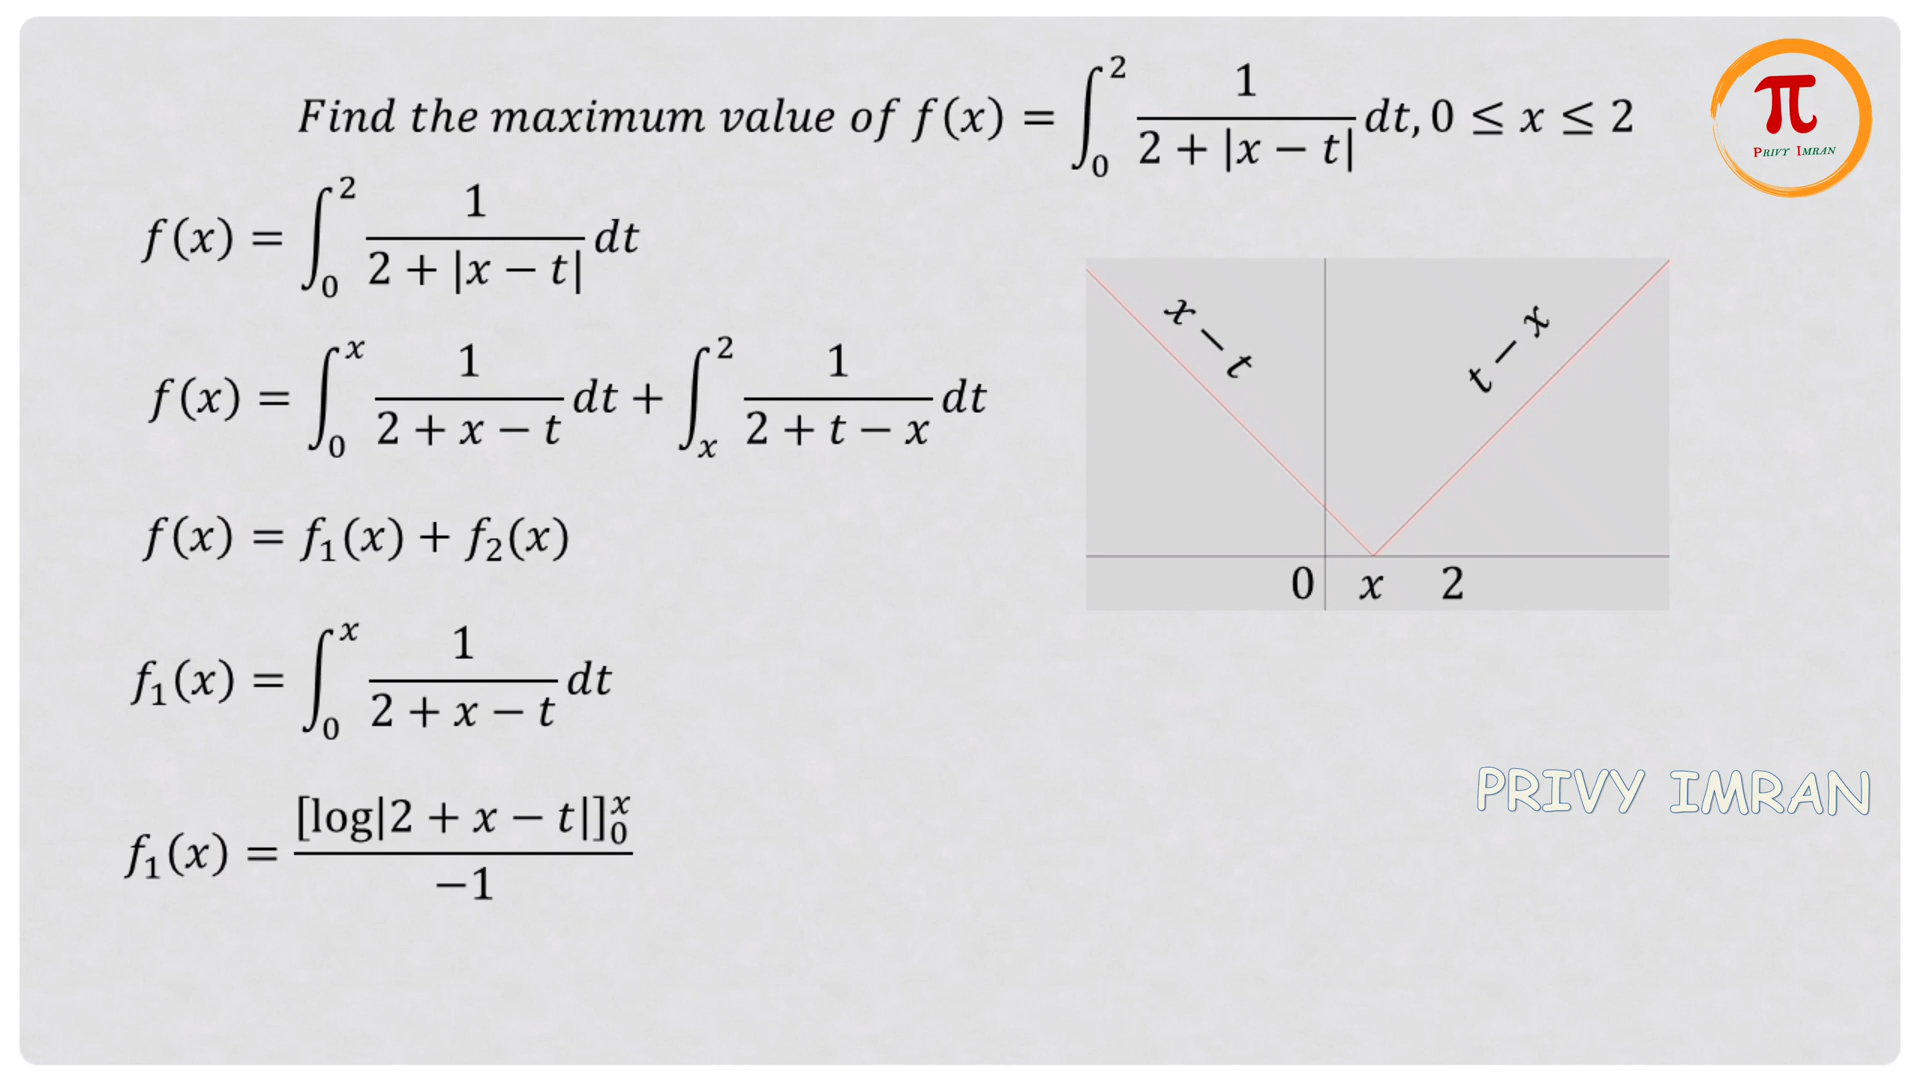 Find the maximum value of f(x) = ∫₀² 1/(2 + |x − t|) dt, 0 ≤ x ≤ 2
π
PRIVY IMRAN
f(x) = ∫₀² 1/(2 + |x − t|) dt
f(x) = ∫₀ˣ 1/(2 + x − t) dt + ∫ₓ² 1/(2 + t − x) dt
x − t
t − x
0 x 2
f₁(x) = ∫₀ˣ 1/(2 + x − t) dt
f(x) = f₁(x) + f₂(x)
PRIVY IMRAN
f₁(x) = [log|2 + x − t|]₀ˣ/−1